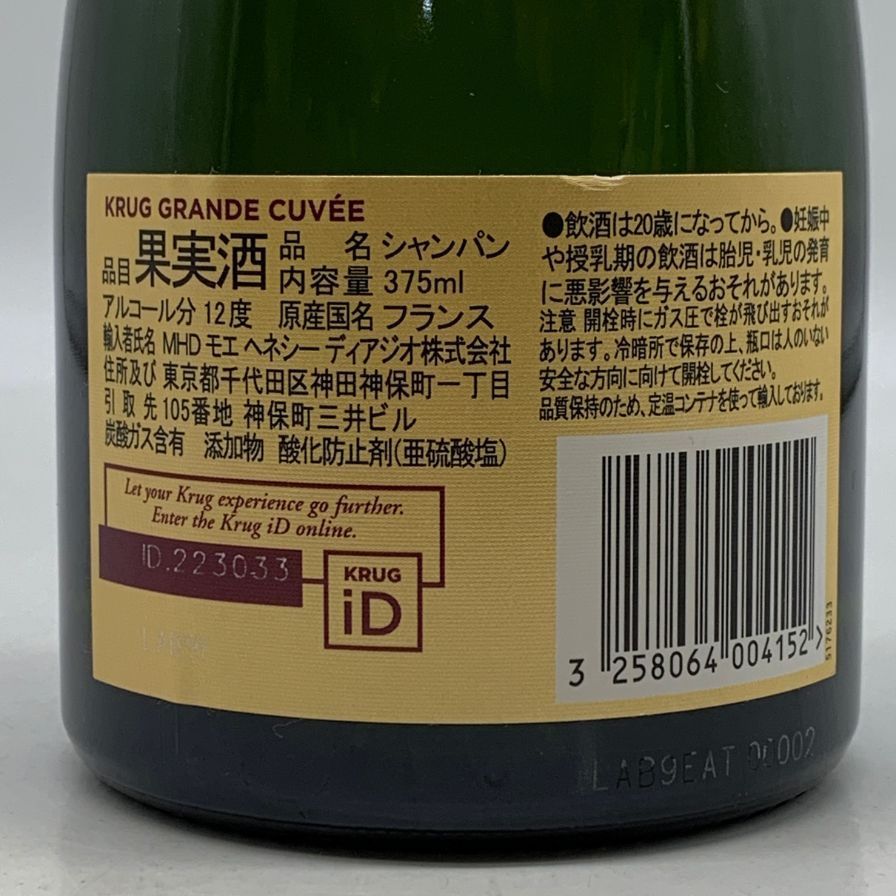 KRUG GRANDE CUVÉE
品目 果実酒 品 名 シャンパン
内容量 375ml
アルコール分 12度 原産国名 フランス
輸入者氏名 MHD モエ ヘネシー ディアジオ株式会社
住所及び 東京都千代田区神田神保町一丁目
引 取 先 105番地 神保町三井ビル
炭酸ガス含有 添加物 酸化防止剤(亜硫酸塩)
Let your Krug experience go further.
Enter the Krug iD online.
ID.223033
KRUG
iD
●飲酒は20歳になってから。●妊娠中
や授乳期の飲酒は胎児・乳児の発育
に悪影響を与えるおそれがあります。
注意 開栓時にガス圧で栓が飛び出すおそれが
あります。冷暗所で保存の上、瓶口は人のいない
安全な方向に向けて開栓してください。
品質保持のため、定温コンテナを使って輸入しております。
3 258064 004152 >
5176233
LAB9EAT 00002